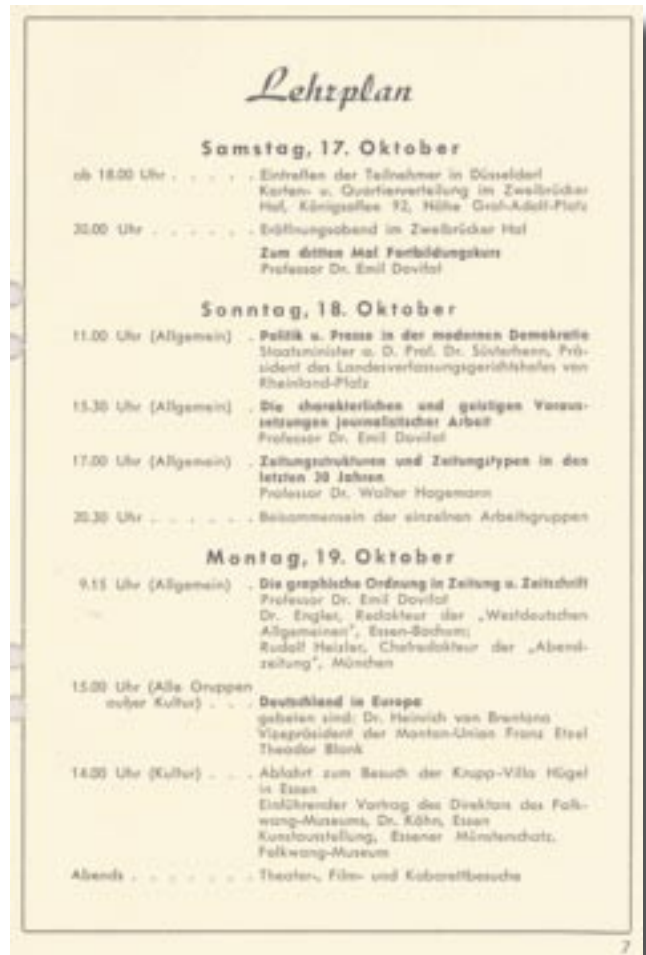 Lehrplan
Samstag, 17. Oktober
ab 18.00 Uhr . . . . . Eintreffen der Teilnehmer in Düsseldorf
Karten- u. Quartierverteilung im Zweibrücker
Hof, Königsallee 92, Nähe Graf-Adolf-Platz
20.00 Uhr . . . . . . Eröffnungsabend im Zweibrücker Hof
Zum dritten Mal Fortbildungskurs
Professor Dr. Emil Dovifat
Sonntag, 18. Oktober
11.00 Uhr (Allgemein) . Politik u. Presse in der modernen Demokratie
Staatsminister a. D. Prof. Dr. Süsterhenn, Prä-
sident des Landesverfassungsgerichtshofes von
Rheinland-Pfalz
15.30 Uhr (Allgemein) . Die charakterlichen und geistigen Voraus-
setzungen journalistischer Arbeit
Professor Dr. Emil Dovifat
17.00 Uhr (Allgemein) . Zeitungsstrukturen und Zeitungstypen in den
letzten Jahren
Professor Dr. Walter Hagemann
20.30 Uhr . . . . . . Beisammensein der einzelnen Arbeitsgruppen
Montag, 19. Oktober
9.15 Uhr (Allgemein) . Die graphische Ordnung in Zeitung u. Zeitschrift
Professor Dr. Emil Dovifat
Dr. Engler, Redakteur der „Westdeutschen
Allgemeinen", Essen-Bochum;
Rudolf Heizler, Chefredakteur der „Abend-
zeitung", München
15.00 Uhr (Alle Gruppen
außer Kultur) . . . Deutschland in Europa
gebeten sind: Dr. Heinrich von Brentano
Vizepräsident der Montan-Union Franz Etzel
Theodor Blank
14.00 Uhr (Kultur) . . . Abfahrt zum Besuch der Krupp-Villa Hügel
in Essen
Einführender Vortrag des Direktors des Folk-
wang-Museums, Dr. Köhn, Essen
Kunstausstellung, Essener Münsterschatz,
Folkwang-Museum
Abends . . . . . . . Theater-, Film- und Kabarettbesuche
7